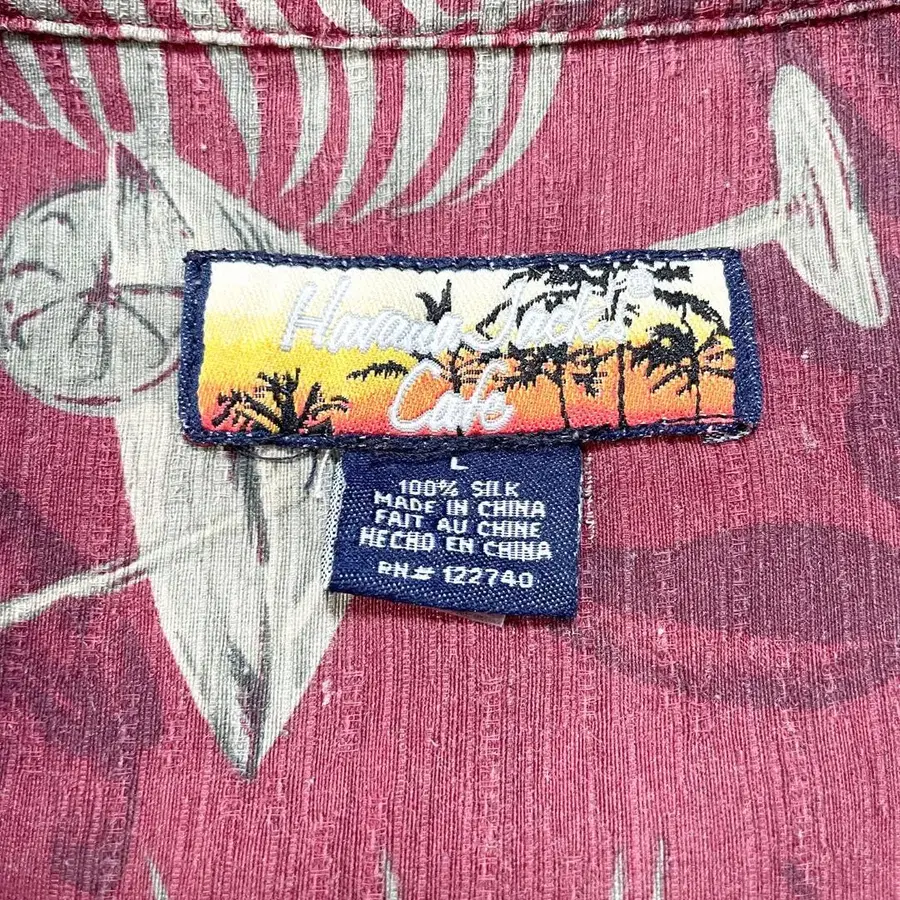 Havana Jack's®
Cafe
L
100% SILK
MADE IN CHINA
FAIT AU CHINE
HECHO EN CHINA
RN# 122740